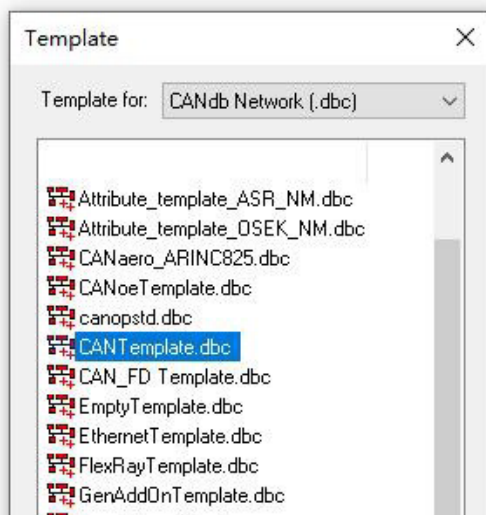 Template
Template for: CANdb Network (.dbc)
Attribute_template_ASR_NM.dbc
Attribute_template_OSEK_NM.dbc
CANaero_ARINC825.dbc
CANoeTemplate.dbc
canopstd.dbc
CANTemplate.dbc
CAN_FD Template.dbc
EmptyTemplate.dbc
EthernetTemplate.dbc
FlexRayTemplate.dbc
GenAddOnTemplate.dbc